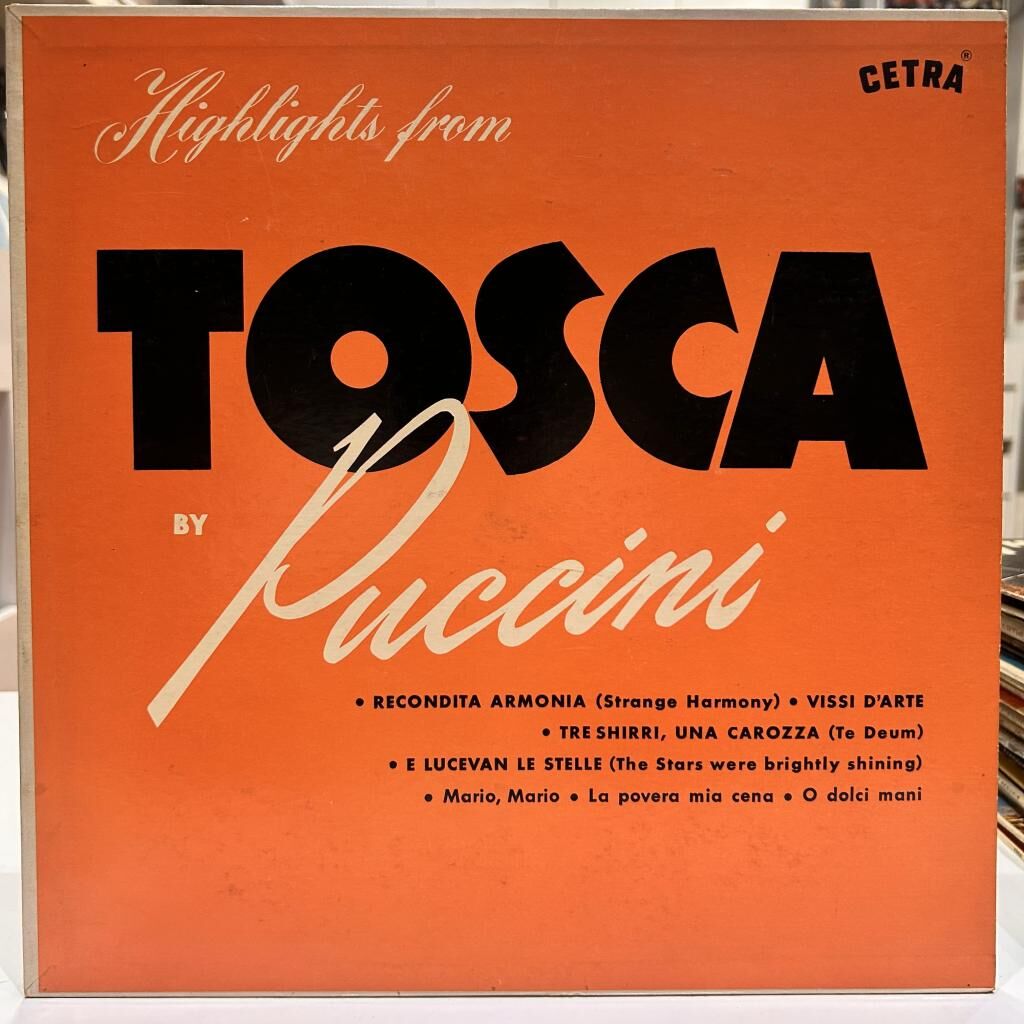 Highlights from
CETRA®
TOSCA
BY
Puccini
• RECONDITA ARMONIA (Strange Harmony) • VISSI D'ARTE
• TRE SHIRRI, UNA CAROZZA (Te Deum)
• E LUCEVAN LE STELLE (The Stars were brightly shining)
• Mario, Mario • La povera mia cena • O dolci mani